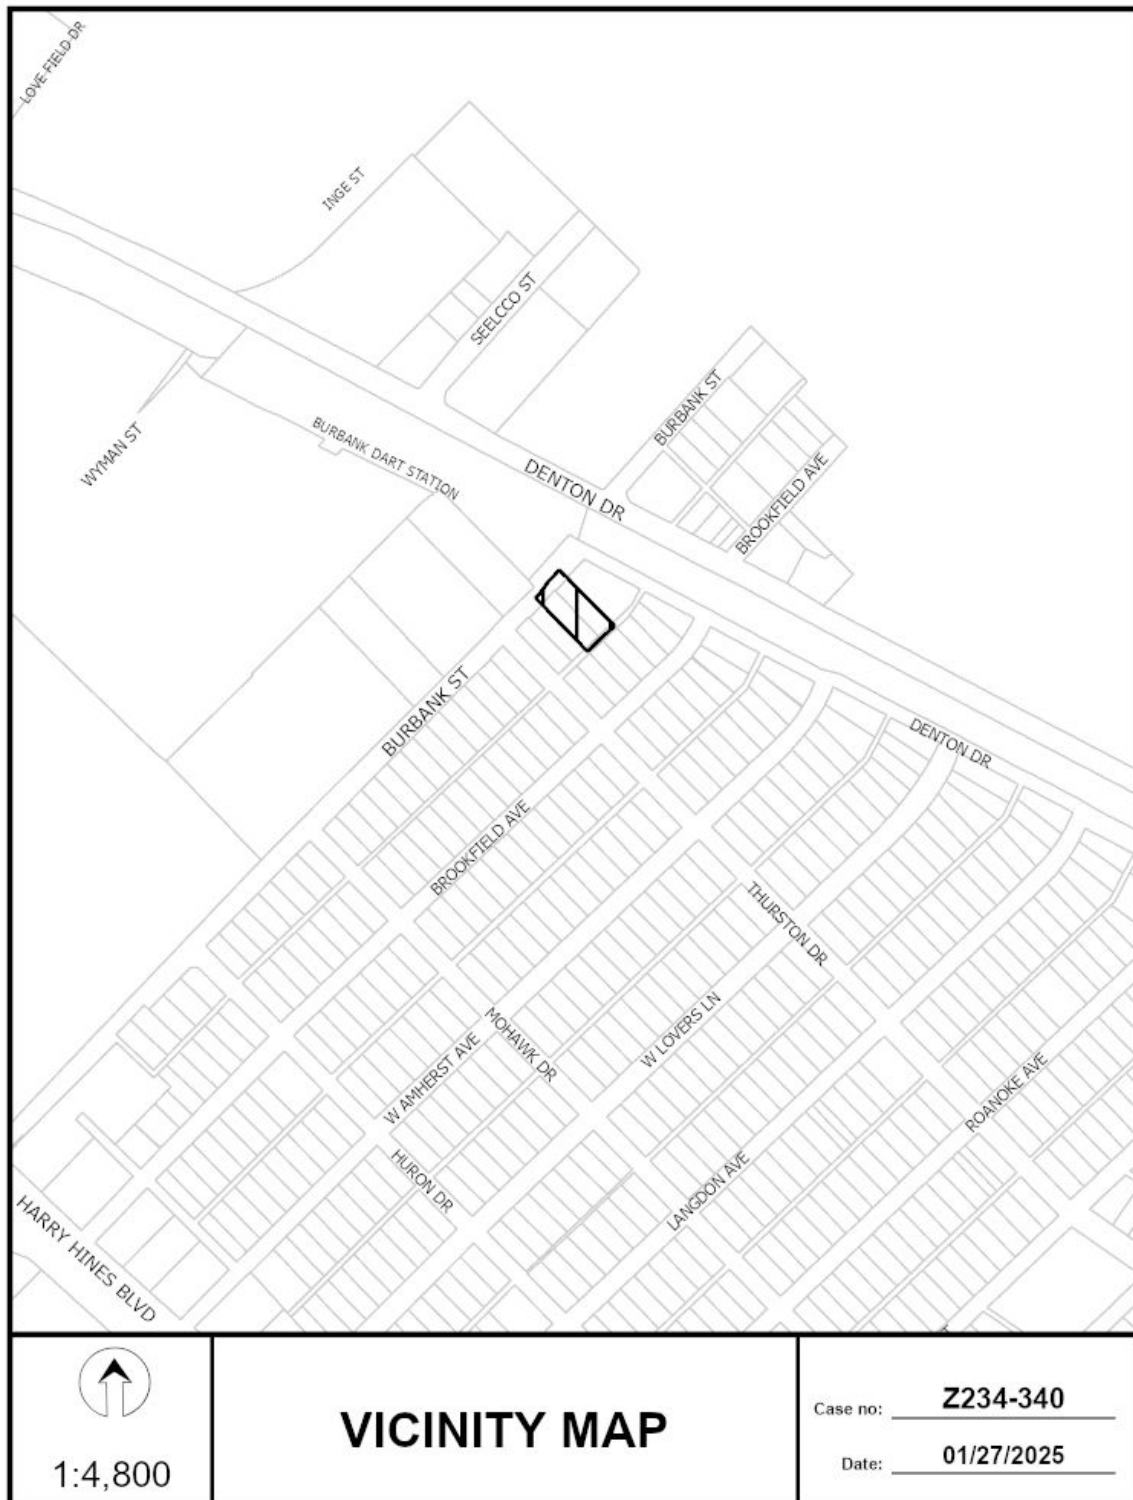 LOVE FIELD DR
INGE ST
SEELCCO ST
BURBANK ST
WYMAN ST
BURBANK DART STATION
DENTON DR
BROOKFIELD AVE
BURBANK ST
DENTON DR
BROOKFIELD AVE
THURSTON DR
W LOVERS LN
MOHAWK DR
W AMHERST AVE
ROANOKE AVE
HURON DR
LANGDON AVE
HARRY HINES BLVD
1:4,800
VICINITY MAP
Case no: Z234-340
Date: 01/27/2025